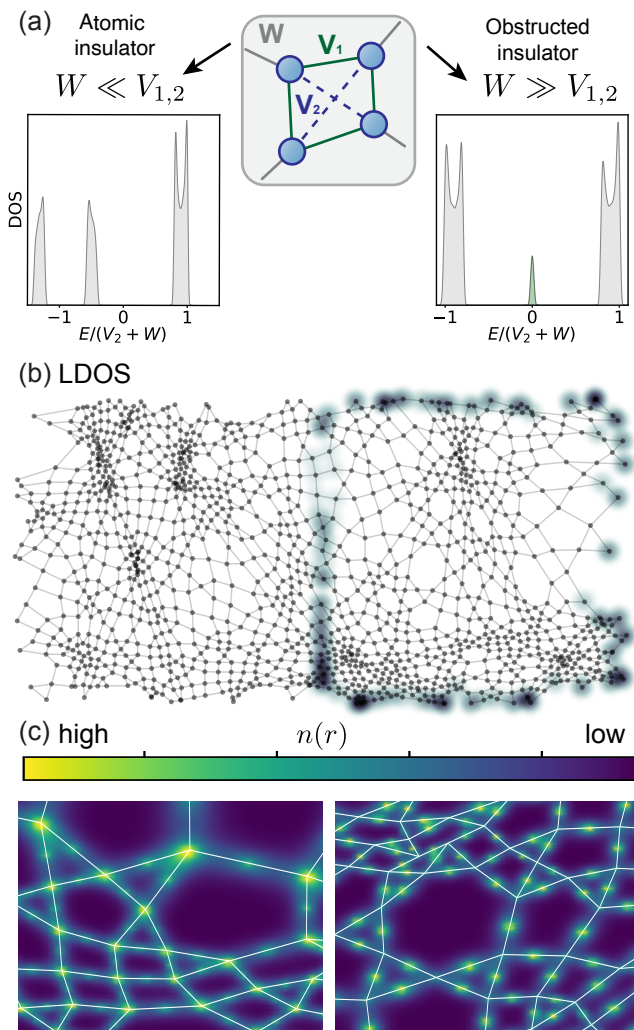 (a)
Atomic
insulator
W ≪ V₁,₂
W
V₁
V₂
Obstructed
insulator
W ≫ V₁,₂
DOS
−1
0
1
E/(V₂ + W)
−1
0
1
E/(V₂ + W)
(b) LDOS
(c) high n(r) low